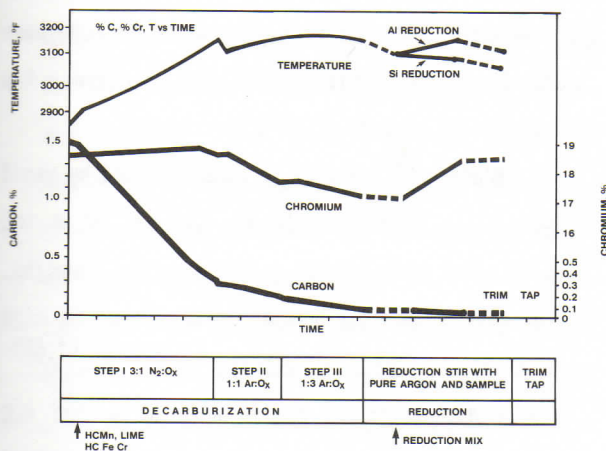 % C, % Cr, T vs TIME
TEMPERATURE, °F
3200
3100
3000
2900
Al REDUCTION
TEMPERATURE
Si REDUCTION
CARBON, %
1.5
1.0
0.5
0
CHROMIUM
CARBON
CHROMIUM, %
19
18
17
16
0.5
0.4
0.3
0.2
0.1
0
TRIM TAP
TIME
STEP I 3:1 N₂:Oₓ
STEP II
1:1 Ar:Oₓ
STEP III
1:3 Ar:Oₓ
REDUCTION STIR WITH
PURE ARGON AND SAMPLE
TRIM
TAP
DECARBURIZATION
REDUCTION
HCMn, LIME
HC Fe Cr
REDUCTION MIX